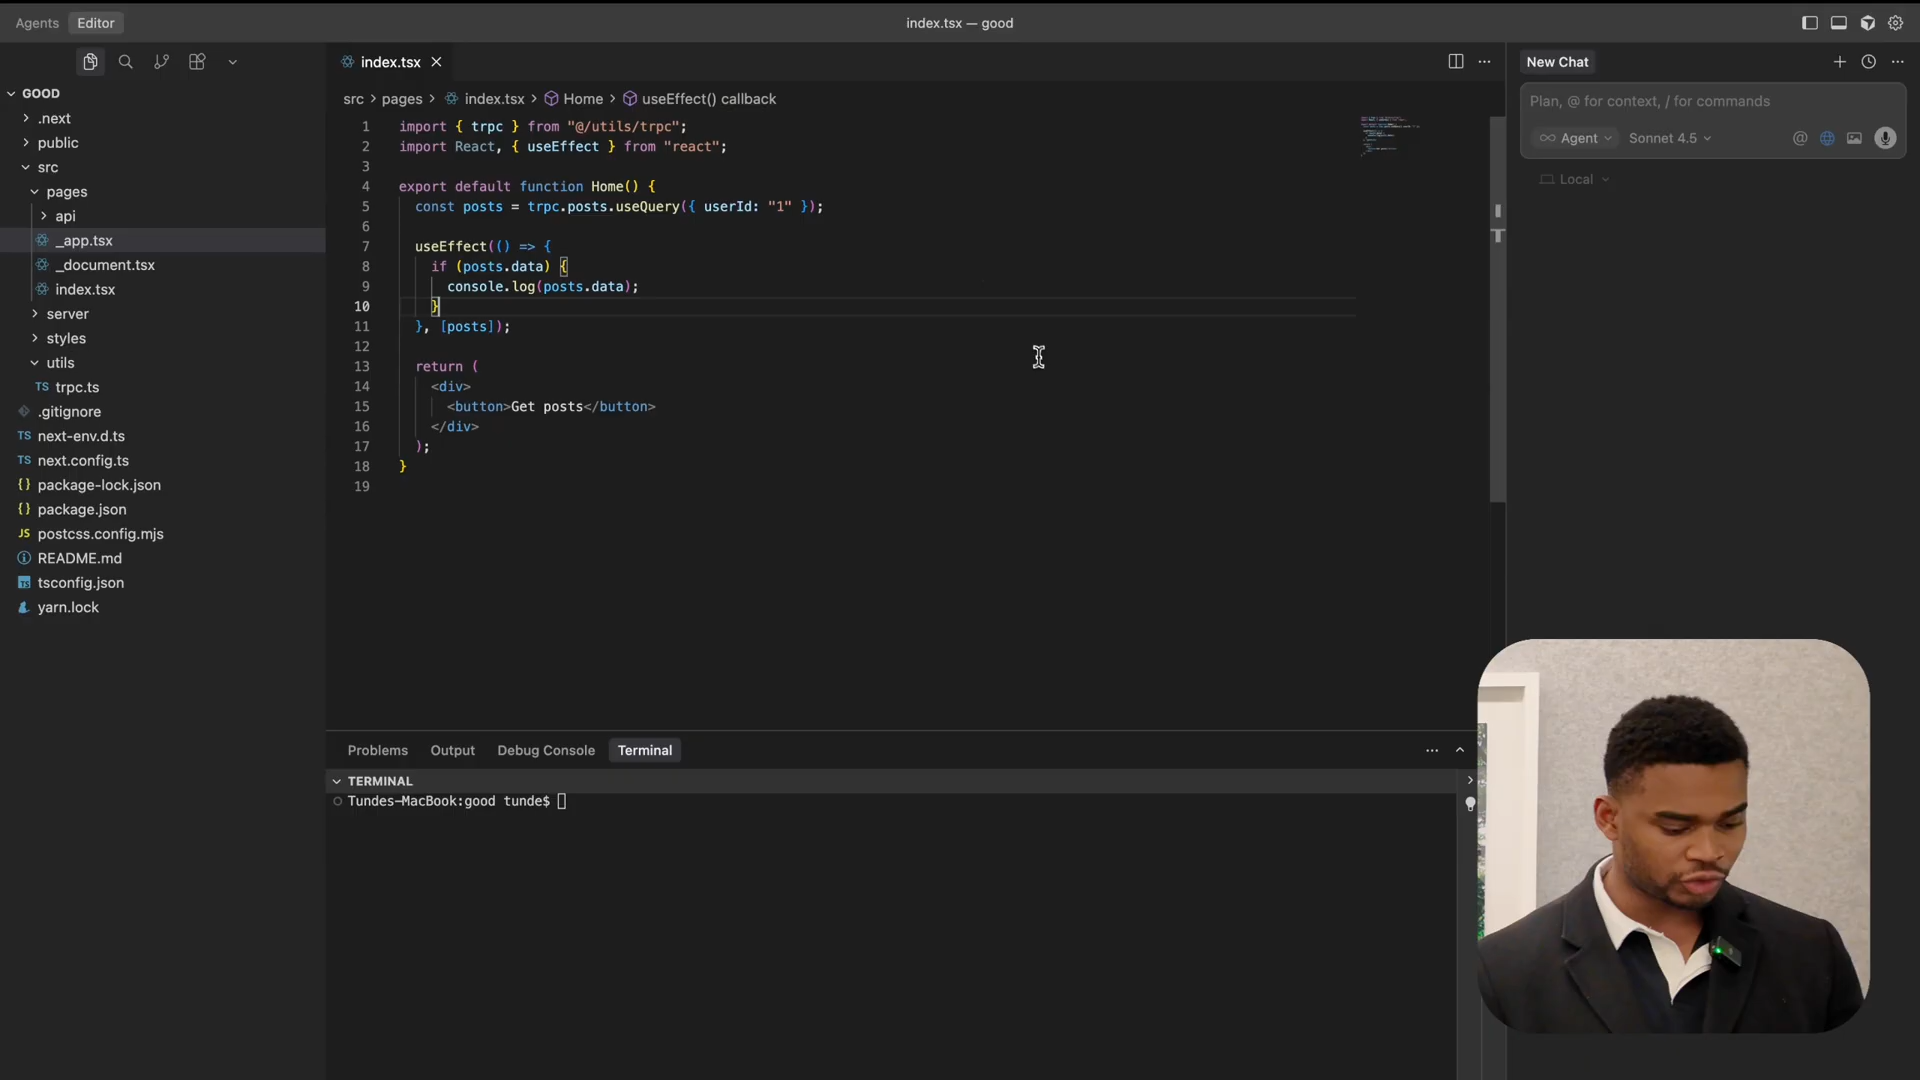 Agents
Editor
index.tsx — good
index.tsx
New Chat
GOOD
.next
public
src
pages
api
_app.tsx
_document.tsx
index.tsx
server
styles
utils
TS trpc.ts
.gitignore
TS next-env.d.ts
TS next.config.ts
{} package-lock.json
{} package.json
JS postcss.config.mjs
README.md
TS tsconfig.json
yarn.lock
src > pages > index.tsx > Home > useEffect() callback
1 import { trpc } from "@/utils/trpc";
2 import React, { useEffect } from "react";
3
4 export default function Home() {
5 const posts = trpc.posts.useQuery({ userId: "1" });
6
7 useEffect(() => {
8 if (posts.data) {
9 console.log(posts.data);
10 }
11 }, [posts]);
12
13 return (
14 <div>
15 <button>Get posts</button>
16 </div>
17 );
18 }
19
Plan, @ for context, / for commands
Agent
Sonnet 4.5
Local
Problems
Output
Debug Console
Terminal
TERMINAL
Tundes-MacBook:good tunde$